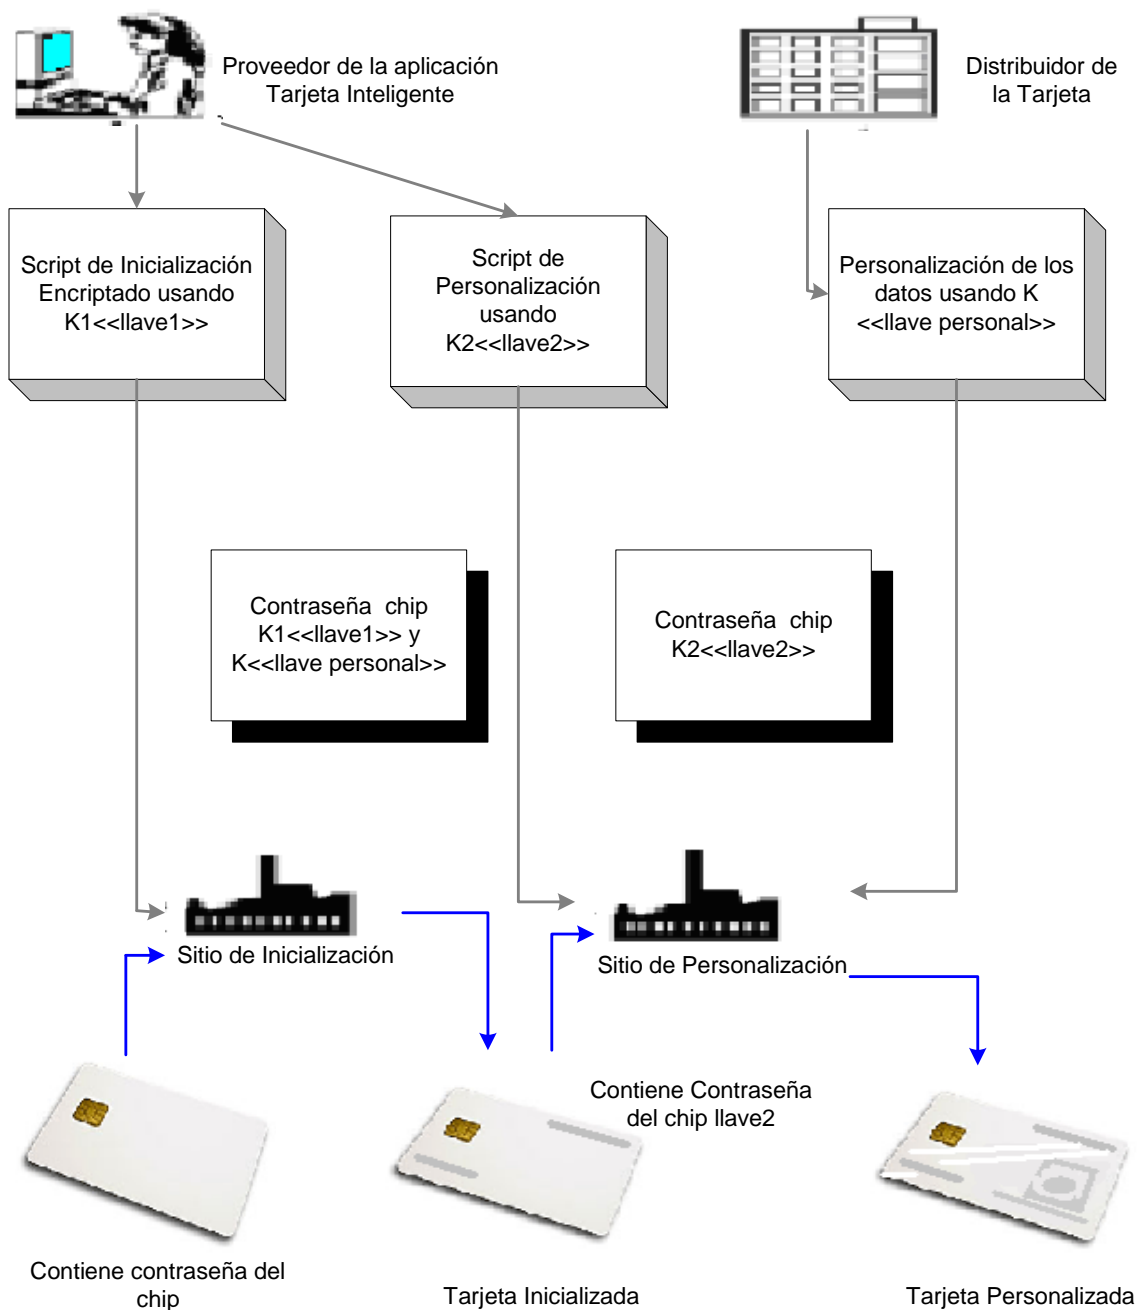 Proveedor de la aplicación
Tarjeta Inteligente
Distribuidor de
la Tarjeta
Script de Inicialización
Encriptado usando
K1<<llave1>>
Script de
Personalización
usando
K2<<llave2>>
Personalización de los
datos usando K
<<llave personal>>
Contraseña chip
K1<<llave1>> y
K<<llave personal>>
Contraseña chip
K2<<llave2>>
Sitio de Inicialización
Sitio de Personalización
Contiene Contraseña
del chip llave2
Contiene contraseña del
chip
Tarjeta Inicializada
Tarjeta Personalizada